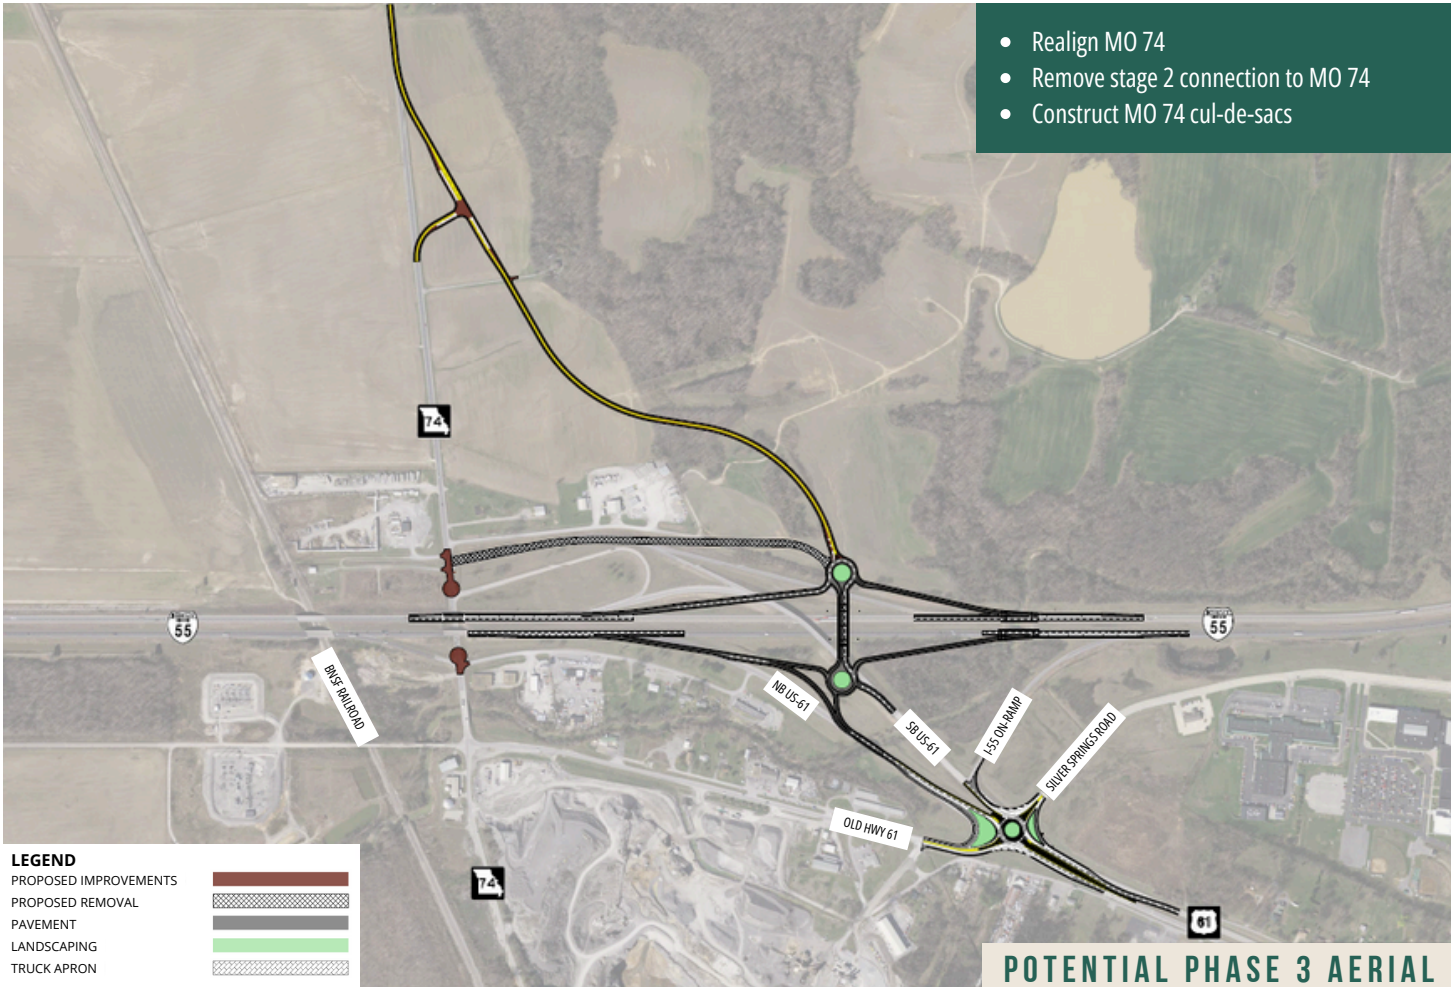 Realign MO 74
Remove stage 2 connection to MO 74
Construct MO 74 cul-de-sacs
74
55
55
BNSF RAILROAD
NB US-61
SB US-61
I-55 ON-RAMP
SILVER SPRINGS ROAD
OLD HWY 61
74
61
LEGEND
PROPOSED IMPROVEMENTS
PROPOSED REMOVAL
PAVEMENT
LANDSCAPING
TRUCK APRON
POTENTIAL PHASE 3 AERIAL